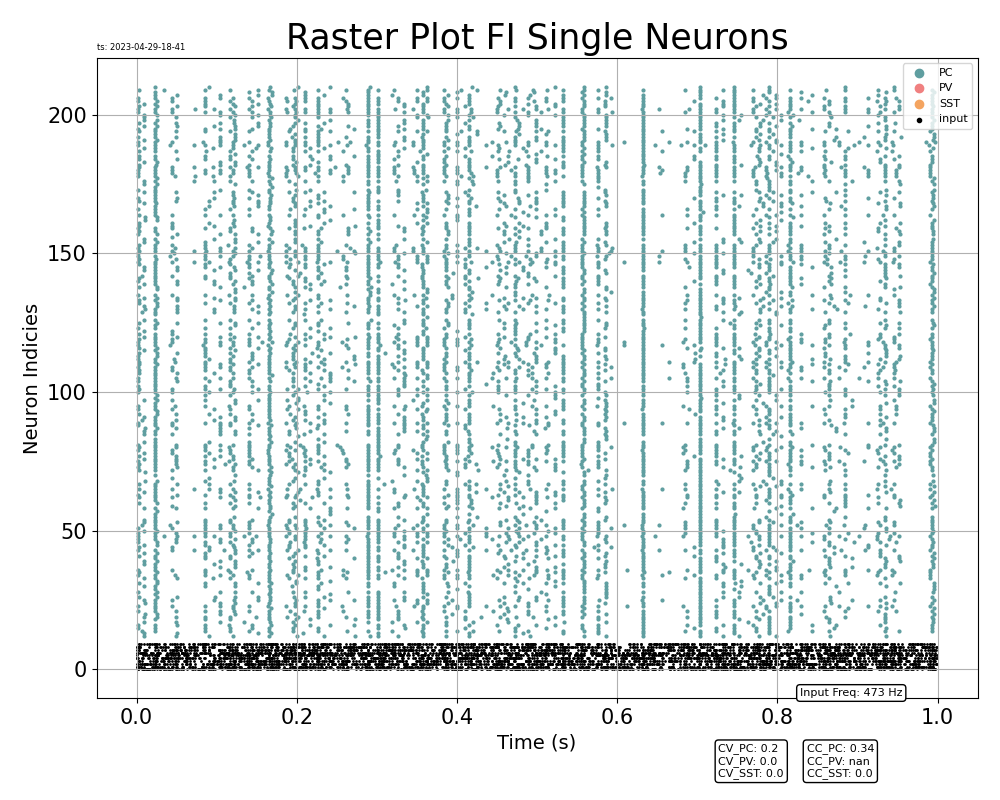 Raster Plot FI Single Neurons
ts: 2023-04-29-18-41
PC
PV
SST
input
200
150
100
50
0
Neuron Indicies
0.0 0.2 0.4 0.6 0.8 1.0
Time (s)
Input Freq: 473 Hz
CV_PC: 0.2
CV_PV: 0.0
CV_SST: 0.0
CC_PC: 0.34
CC_PV: nan
CC_SST: 0.0